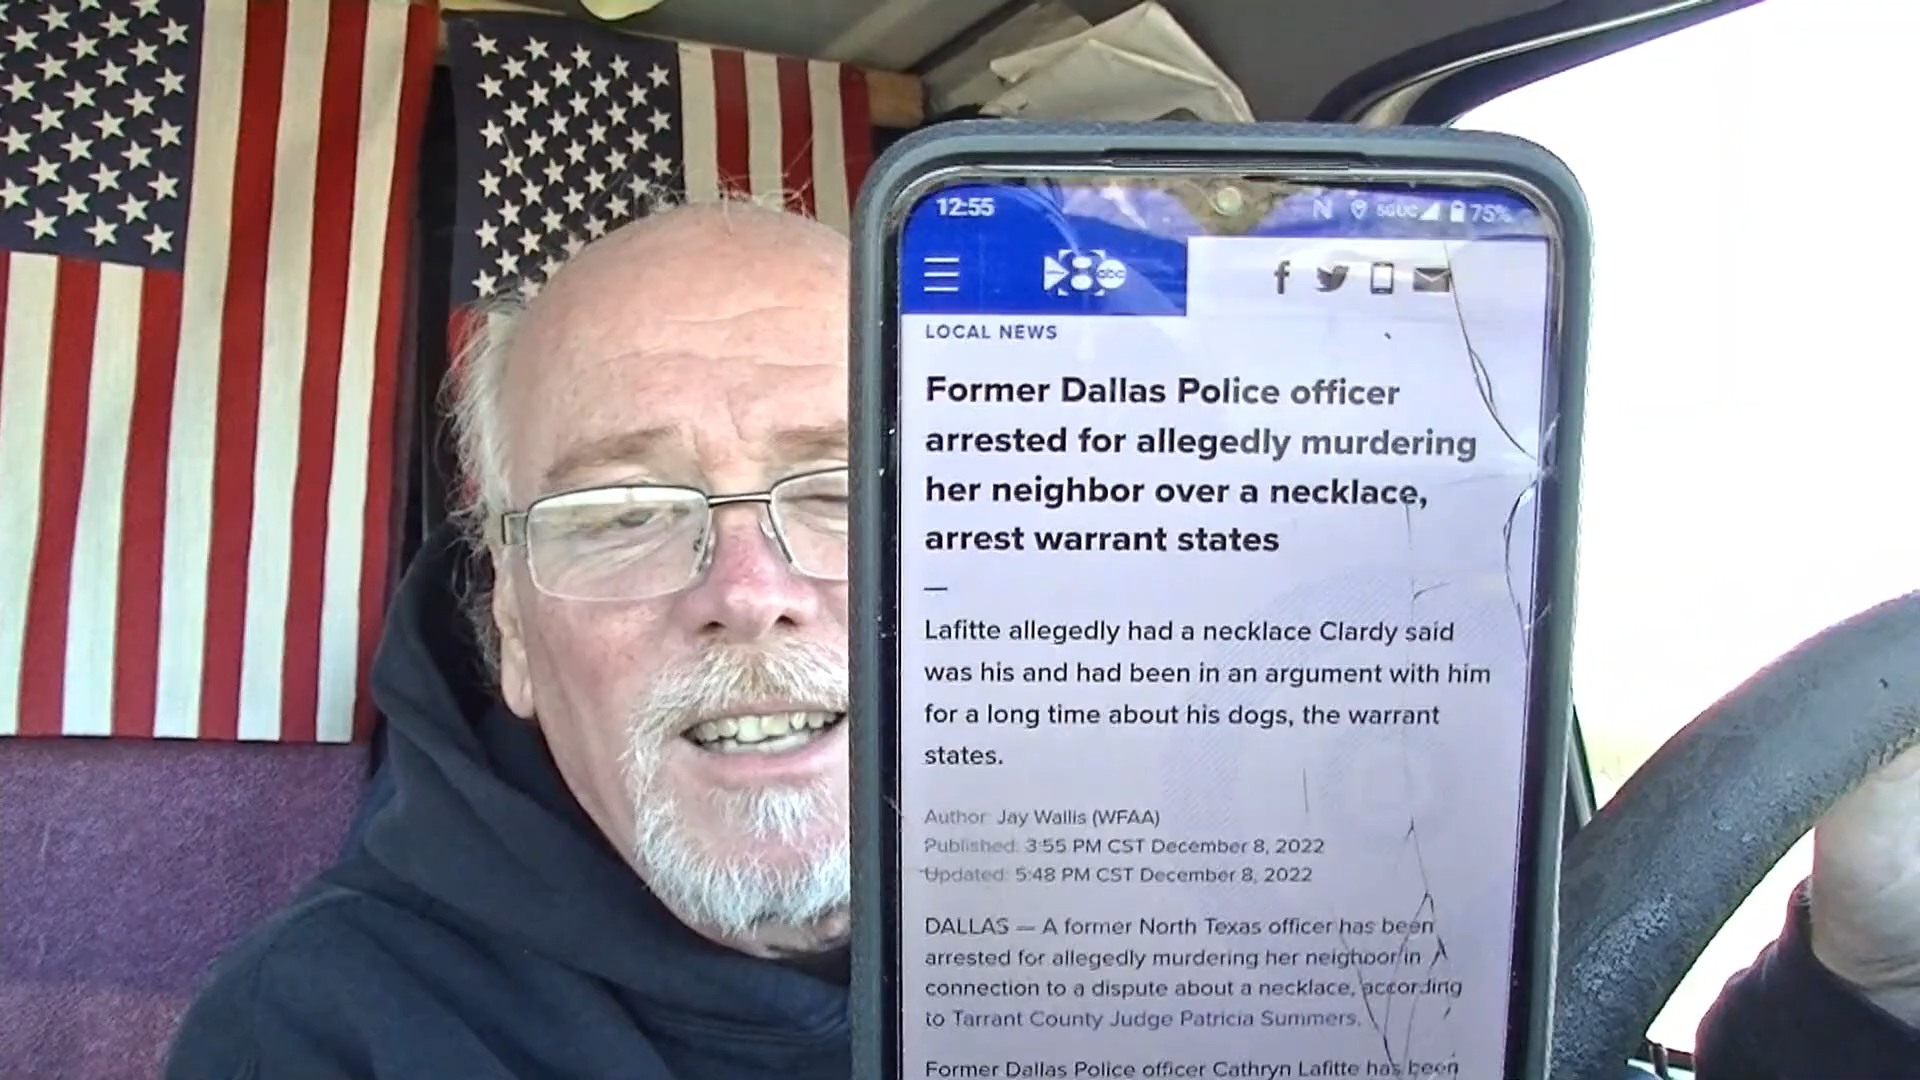 12:55
N 5GUC 75%
8 abc
LOCAL NEWS
Former Dallas Police officer
arrested for allegedly murdering
her neighbor over a necklace,
arrest warrant states
—
Lafitte allegedly had a necklace Clardy said
was his and had been in an argument with him
for a long time about his dogs, the warrant
states.
Author: Jay Wallis (WFAA)
Published: 3:55 PM CST December 8, 2022
Updated: 5:48 PM CST December 8, 2022
DALLAS — A former North Texas officer has been
arrested for allegedly murdering her neighbor in
connection to a dispute about a necklace, according
to Tarrant County Judge Patricia Summers.
Former Dallas Police officer Cathryn Lafitte has been